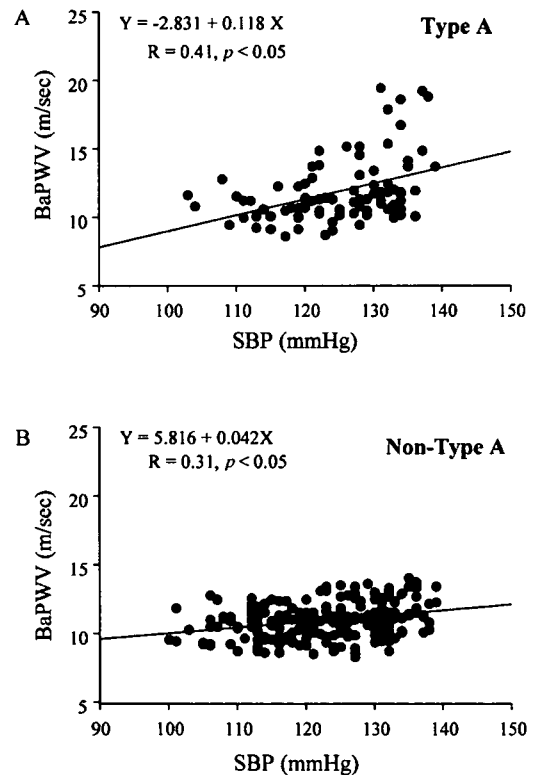 A
Y = -2.831 + 0.118 X
R = 0.41, p < 0.05
Type A
25
20
15
10
5
BaPWV (m/sec)
90 100 110 120 130 140 150
SBP (mmHg)
B
Y = 5.816 + 0.042X
R = 0.31, p < 0.05
Non-Type A
25
20
15
10
5
BaPWV (m/sec)
90 100 110 120 130 140 150
SBP (mmHg)